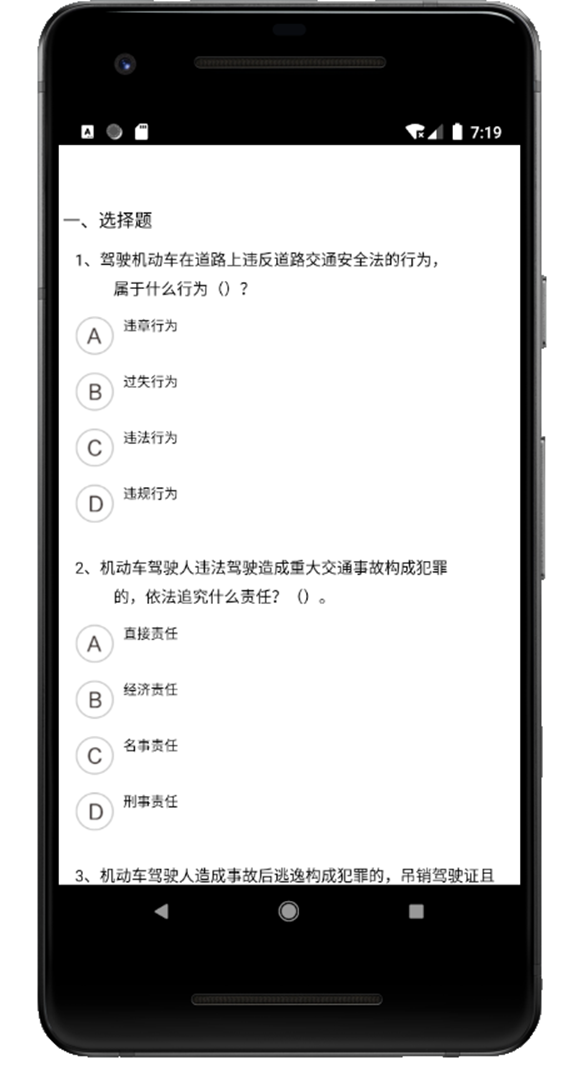 7:19
一、选择题
1、驾驶机动车在道路上违反道路交通安全法的行为，
属于什么行为（）？
A 违章行为
B 过失行为
C 违法行为
D 违规行为
2、机动车驾驶人违法驾驶造成重大交通事故构成犯罪
的，依法追究什么责任？（）。
A 直接责任
B 经济责任
C 名事责任
D 刑事责任
3、机动车驾驶人造成事故后逃逸构成犯罪的，吊销驾驶证且